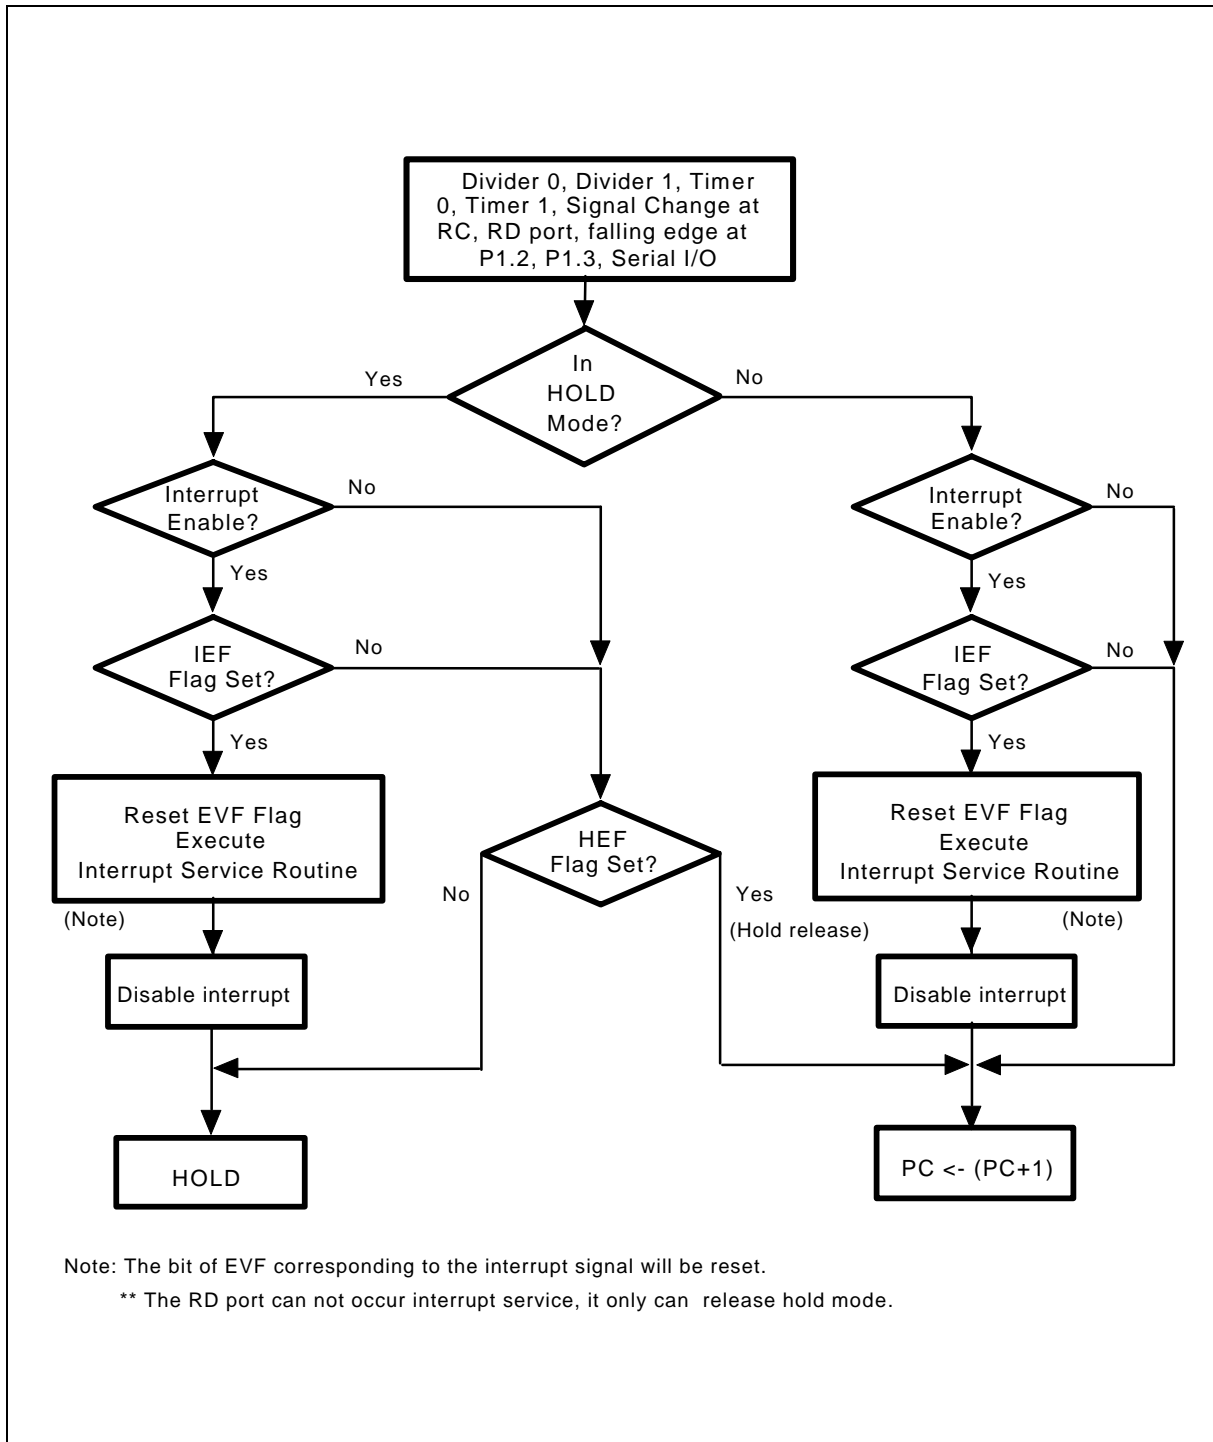 Divider 0, Divider 1, Timer
0, Timer 1, Signal Change at
RC, RD port, falling edge at
P1.2, P1.3, Serial I/O
In
HOLD
Mode?
Yes
No
Interrupt
Enable?
No
Yes
Interrupt
Enable?
No
Yes
IEF
Flag Set?
No
Yes
IEF
Flag Set?
No
Yes
Reset EVF Flag
Execute
Interrupt Service Routine
(Note)
HEF
Flag Set?
No
Yes
(Hold release)
Reset EVF Flag
Execute
Interrupt Service Routine
(Note)
Disable interrupt
Disable interrupt
HOLD
PC <- (PC+1)
Note: The bit of EVF corresponding to the interrupt signal will be reset.
** The RD port can not occur interrupt service, it only can release hold mode.